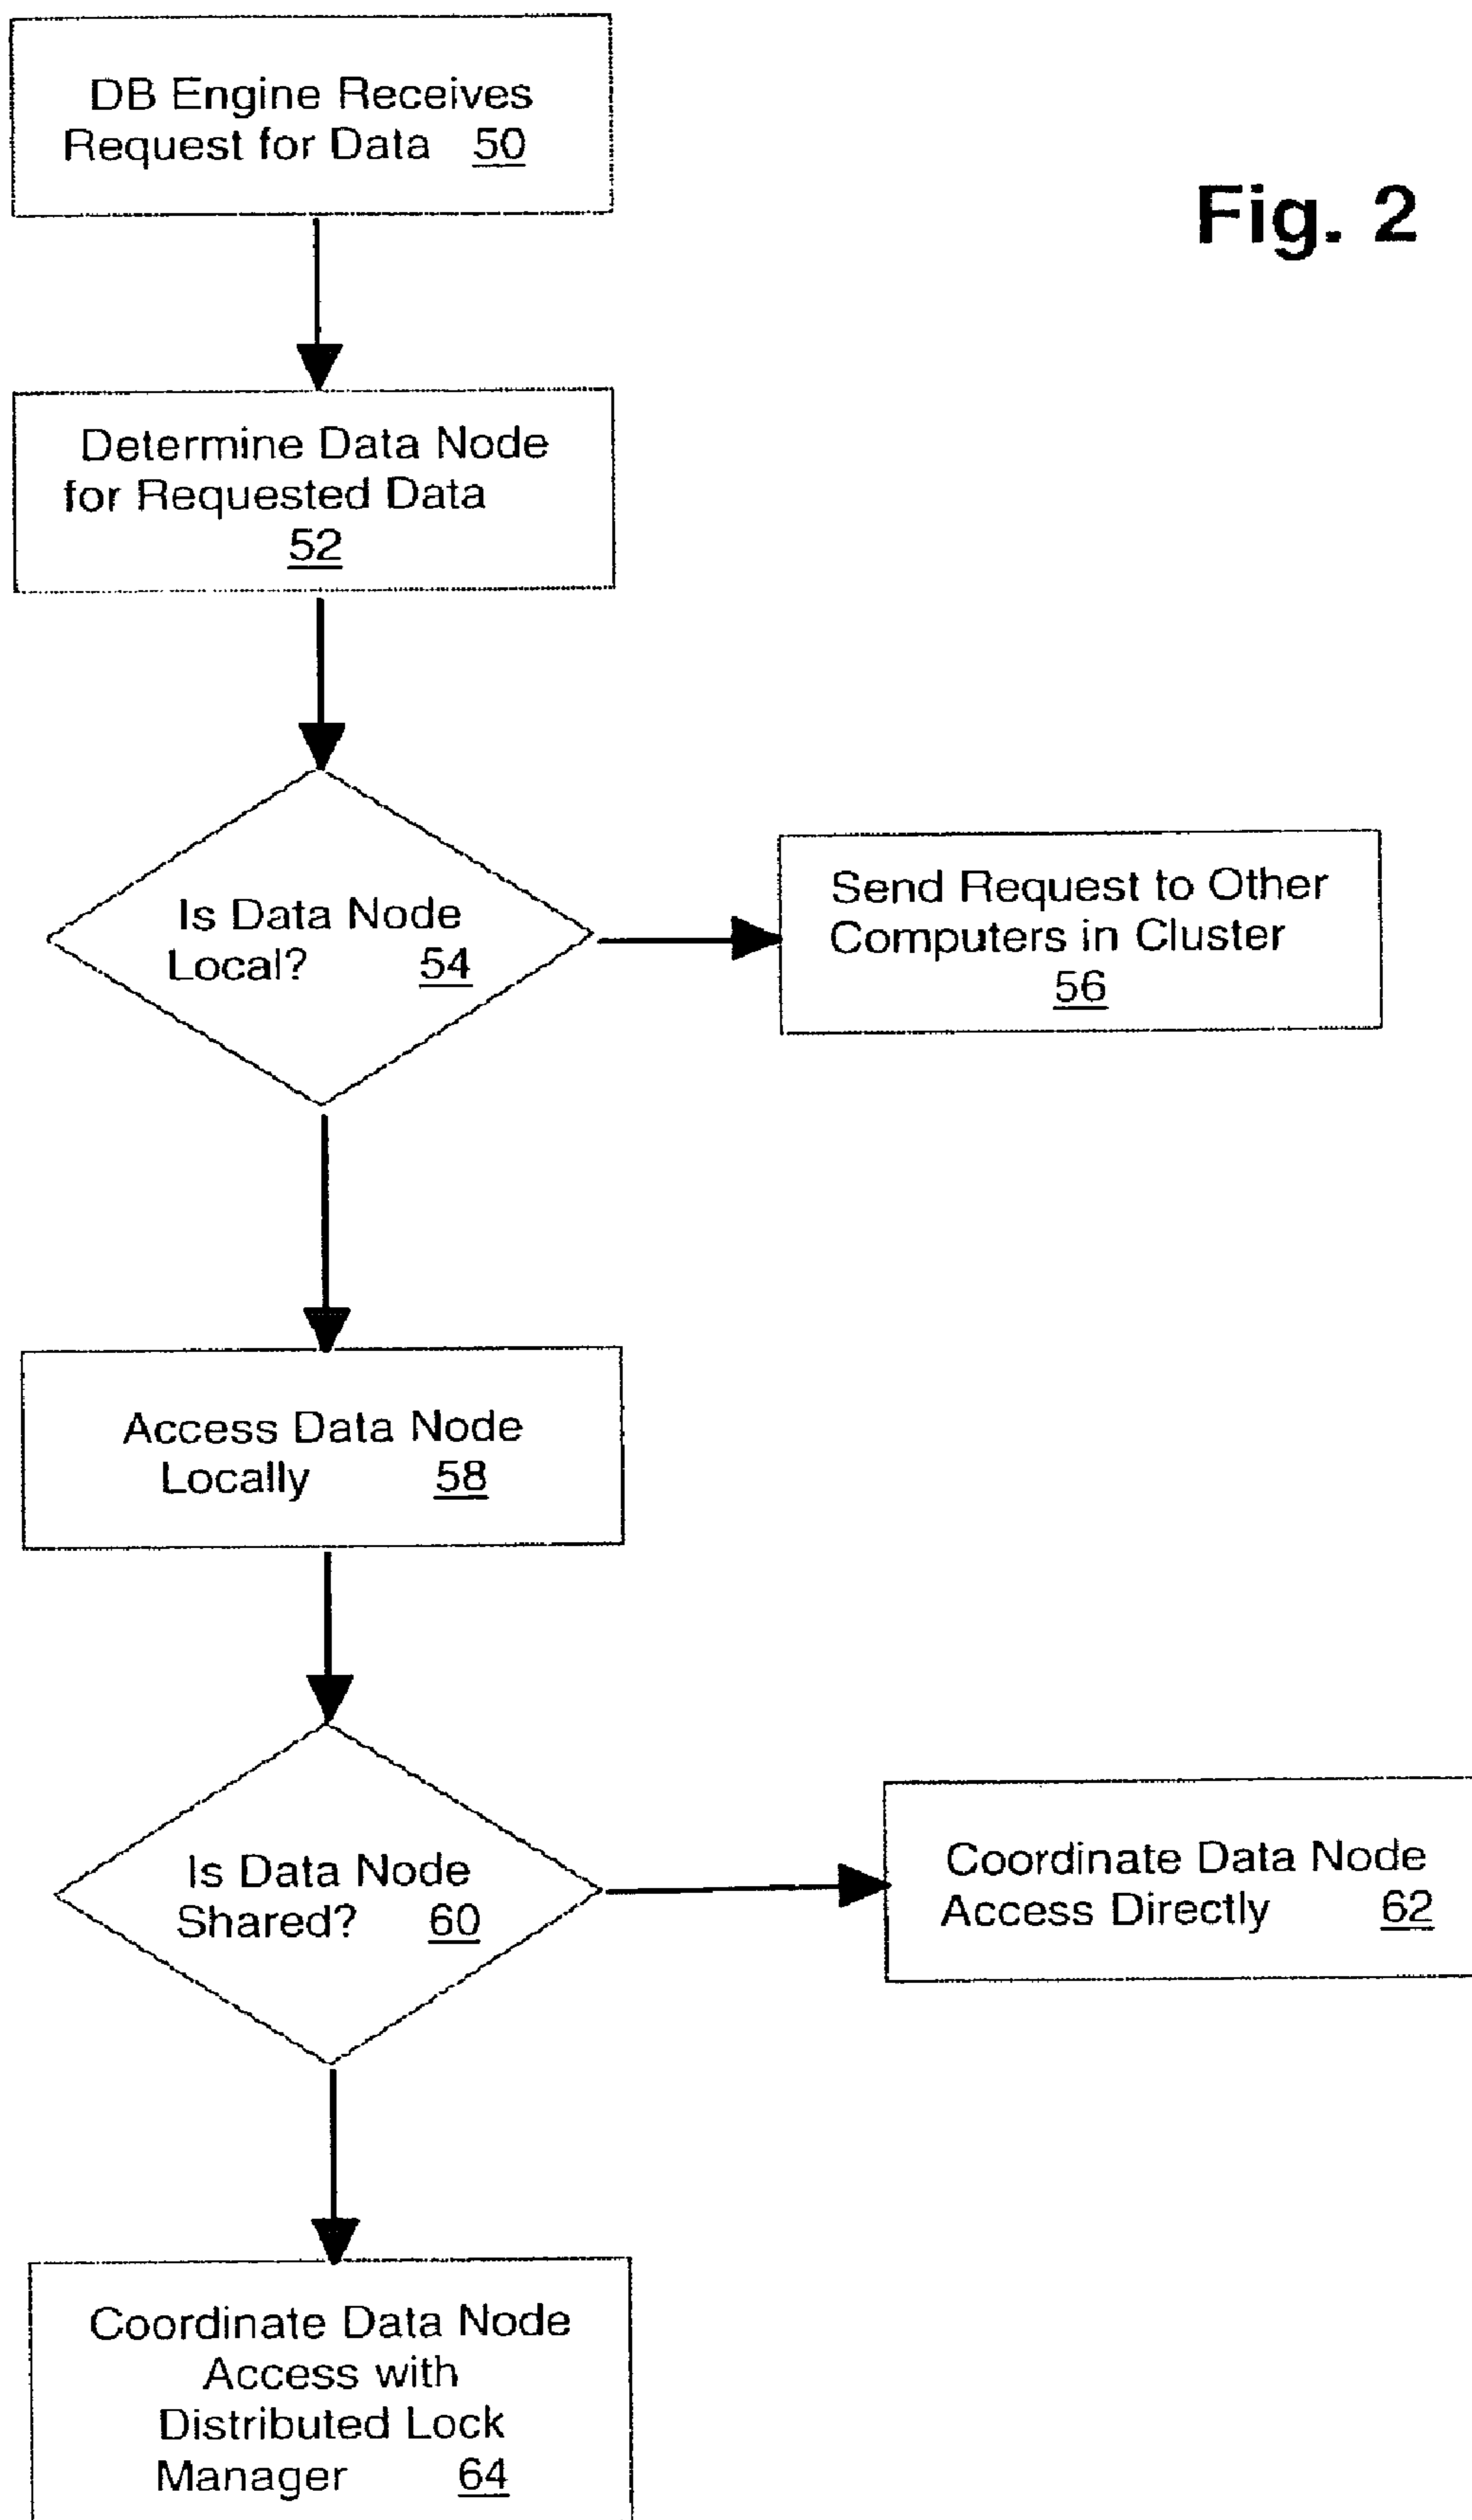 DB Engine Receives
Request for Data 50
Fig. 2
Determine Data Node
for Requested Data
52
Is Data Node
Local? 54
Send Request to Other
Computers in Cluster
56
Access Data Node
Locally 58
Is Data Node
Shared? 60
Coordinate Data Node
Access Directly 62
Coordinate Data Node
Access with
Distributed Lock
Manager 64